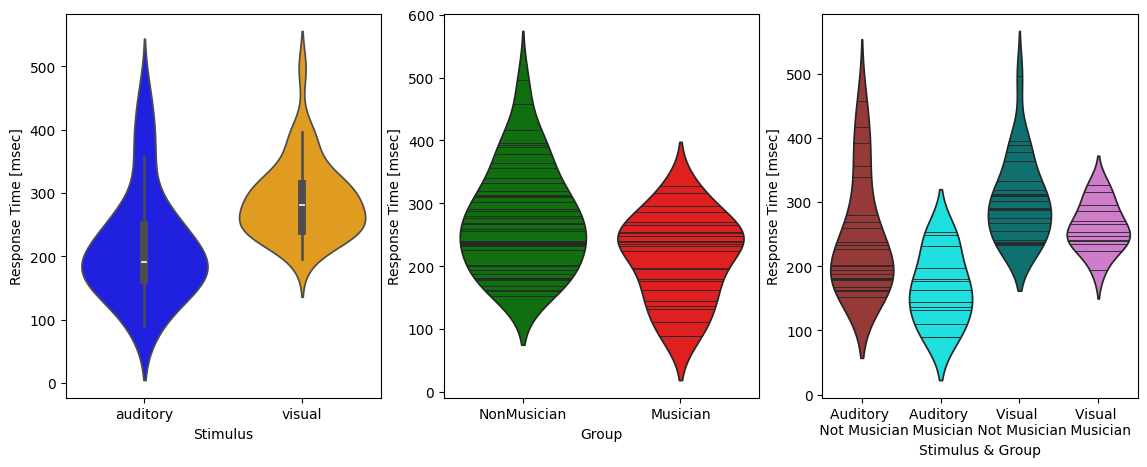 500
400
300
200
100
0
Response Time [msec]
auditory visual
Stimulus
600
500
400
300
200
100
0
Response Time [msec]
NonMusician Musician
Group
500
400
300
200
100
0
Response Time [msec]
Auditory Auditory Visual Visual
Not Musician Musician Not Musician Musician
Stimulus & Group